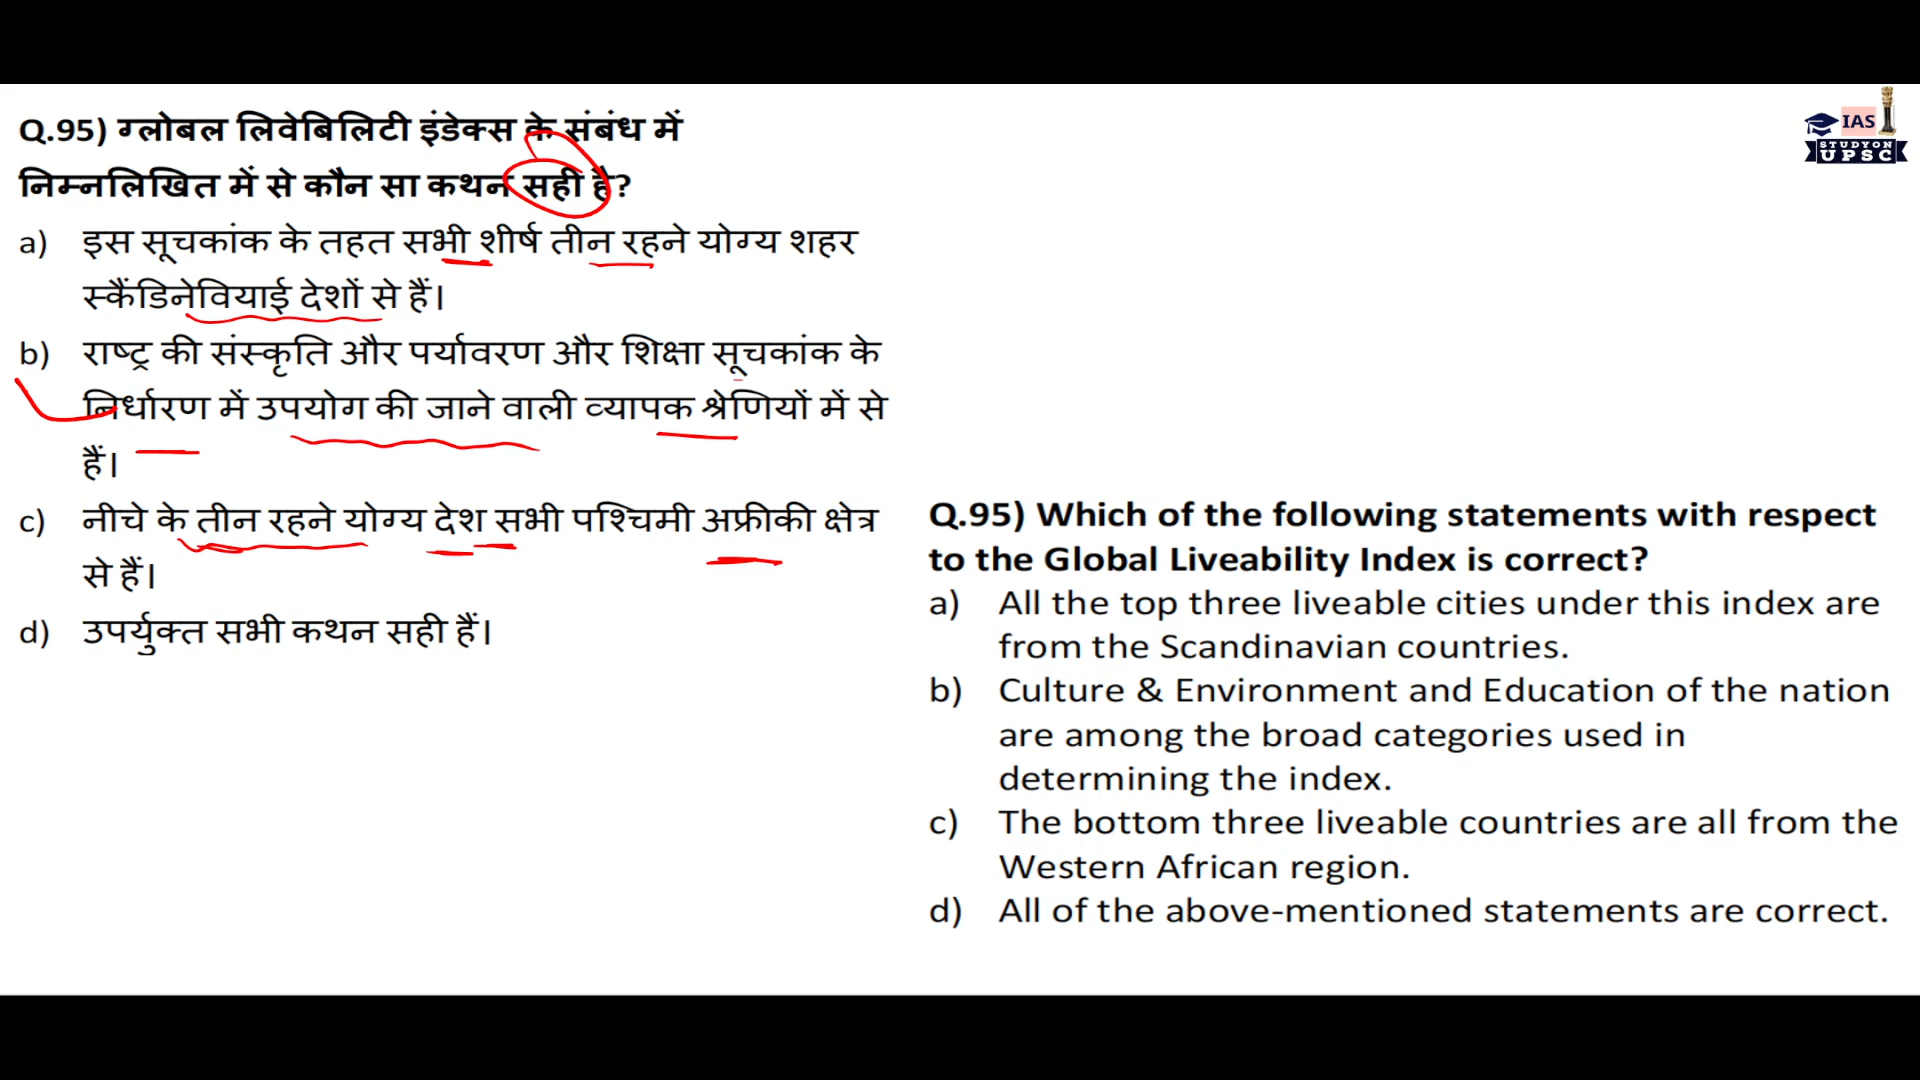 Q.95) ग्लोबल लिवेबिलिटी इंडेक्स के संबंध में
निम्नलिखित में से कौन सा कथन सही है?
a) इस सूचकांक के तहत सभी शीर्ष तीन रहने योग्य शहर
स्कैंडिनेवियाई देशों से हैं।
b) राष्ट्र की संस्कृति और पर्यावरण और शिक्षा सूचकांक के
निर्धारण में उपयोग की जाने वाली व्यापक श्रेणियों में से
हैं।
c) नीचे के तीन रहने योग्य देश सभी पश्चिमी अफ्रीकी क्षेत्र
से हैं।
d) उपर्युक्त सभी कथन सही हैं।
IAS
STUDYON
UPSC
Q.95) Which of the following statements with respect
to the Global Liveability Index is correct?
a) All the top three liveable cities under this index are
from the Scandinavian countries.
b) Culture & Environment and Education of the nation
are among the broad categories used in
determining the index.
c) The bottom three liveable countries are all from the
Western African region.
d) All of the above-mentioned statements are correct.